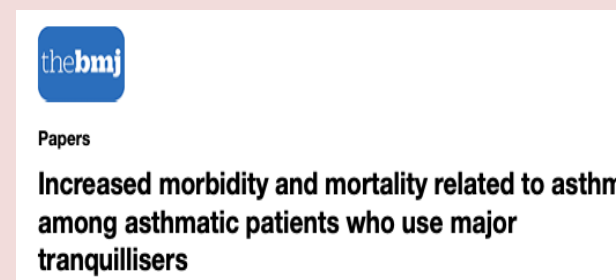 thebmj
Papers
Increased morbidity and mortality related to asthm
among asthmatic patients who use major
tranquillisers